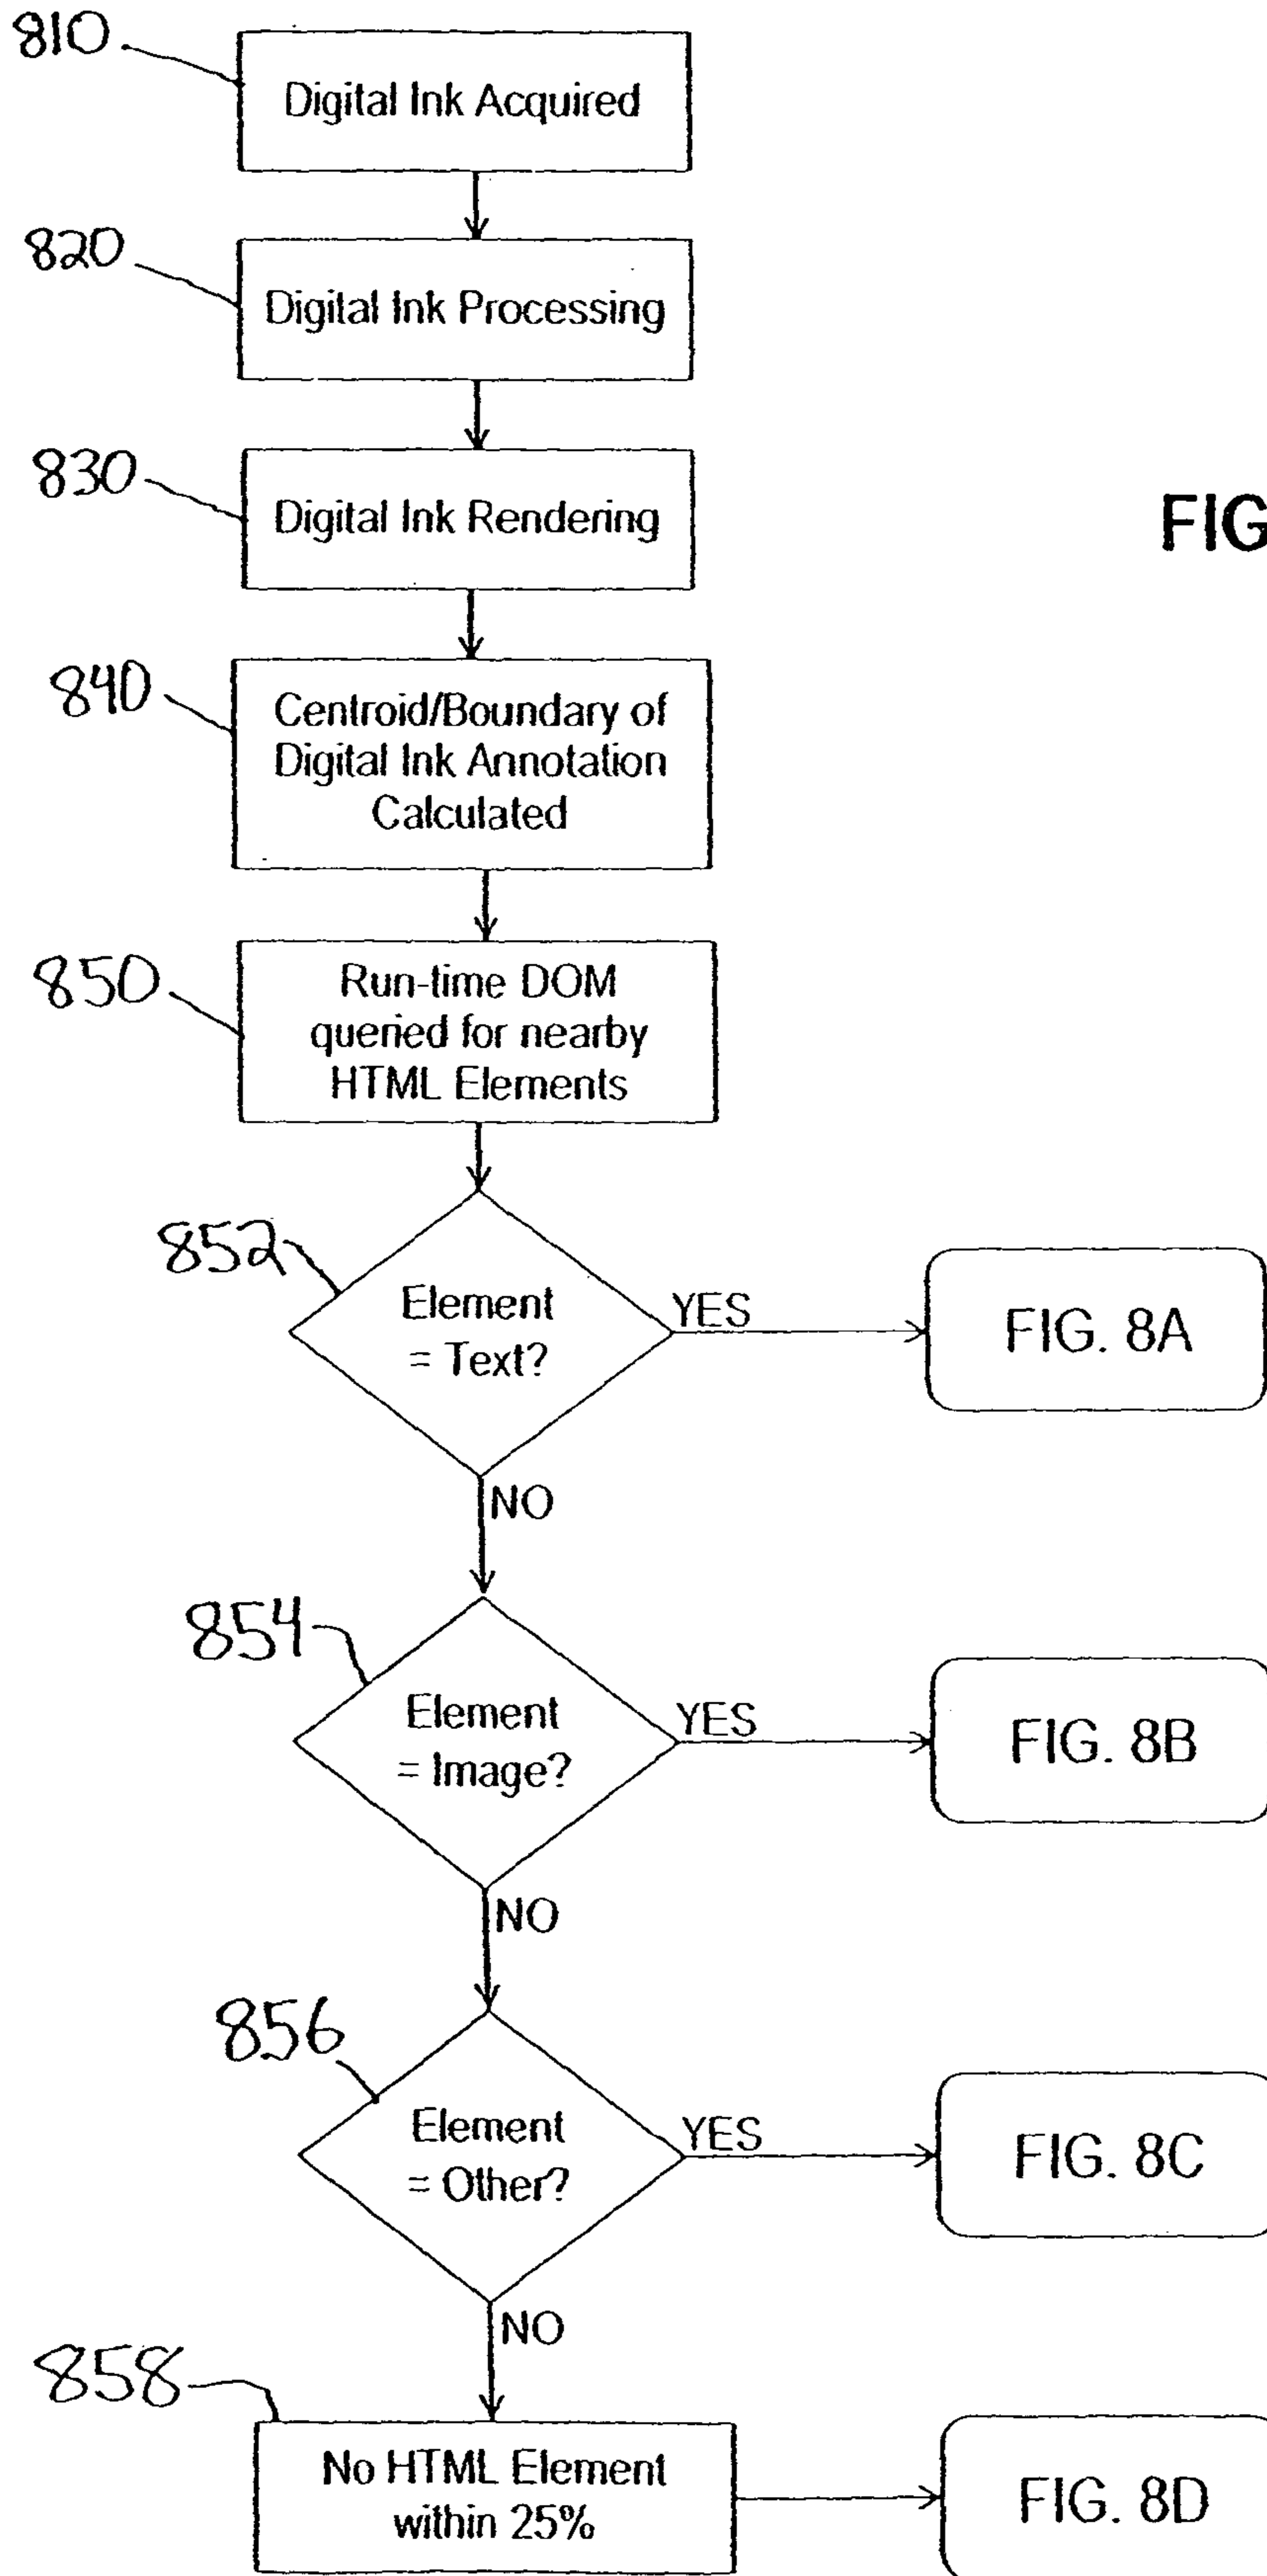 810
Digital Ink Acquired
820
Digital Ink Processing
830
Digital Ink Rendering
FIG
840
Centroid/Boundary of
Digital Ink Annotation
Calculated
850
Run-time DOM
queried for nearby
HTML Elements
852
Element
= Text?
YES
FIG. 8A
NO
854
Element
= Image?
YES
FIG. 8B
NO
856
Element
= Other?
YES
FIG. 8C
NO
858
No HTML Element
within 25%
FIG. 8D